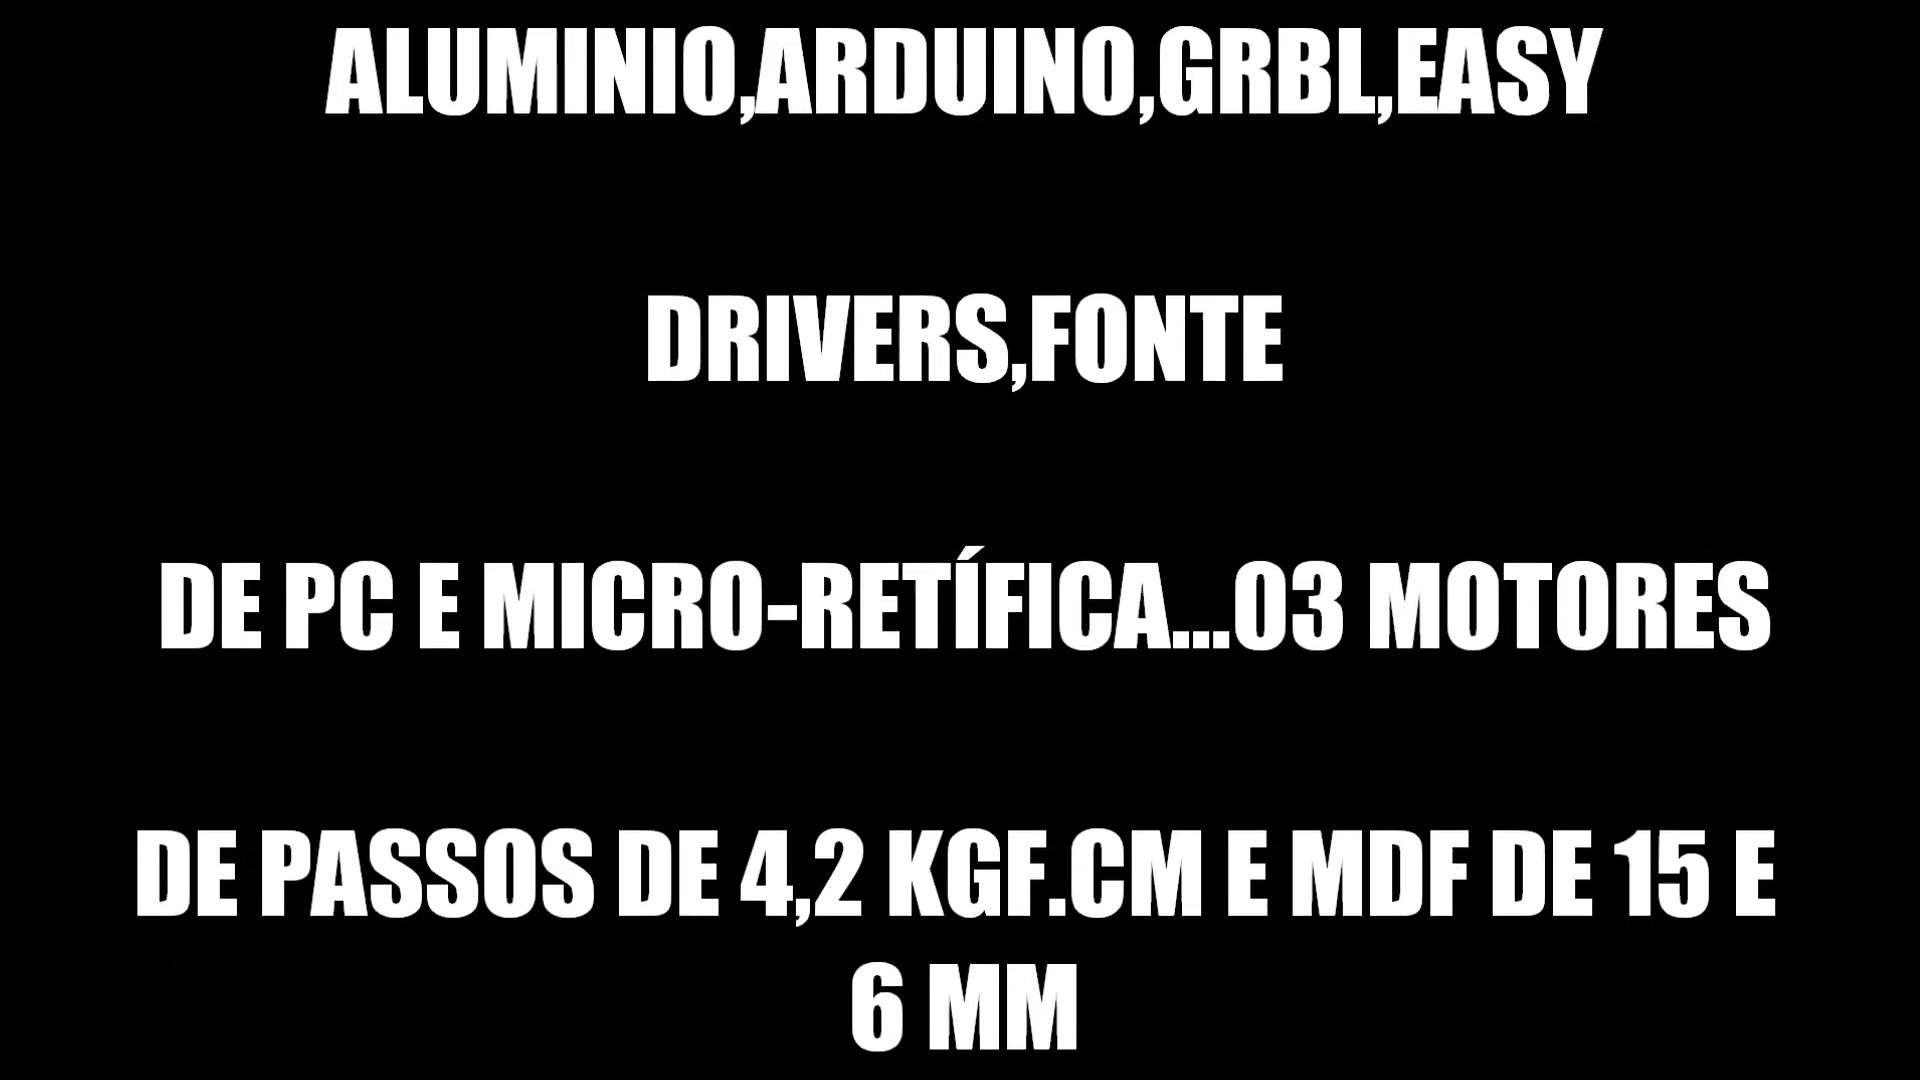 ALUMINIO,ARDUINO,GRBL,EASY
DRIVERS,FONTE
DE PC E MICRO-RETÍFICA...03 MOTORES
DE PASSOS DE 4,2 KGF.CM E MDF DE 15 E
6 MM